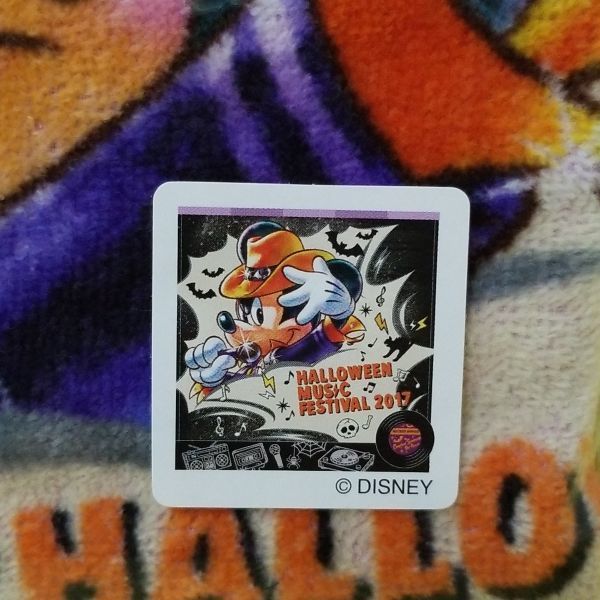 HALLOWEEN
MUSIC
FESTIVAL 2017
© DISNEY
HALLO